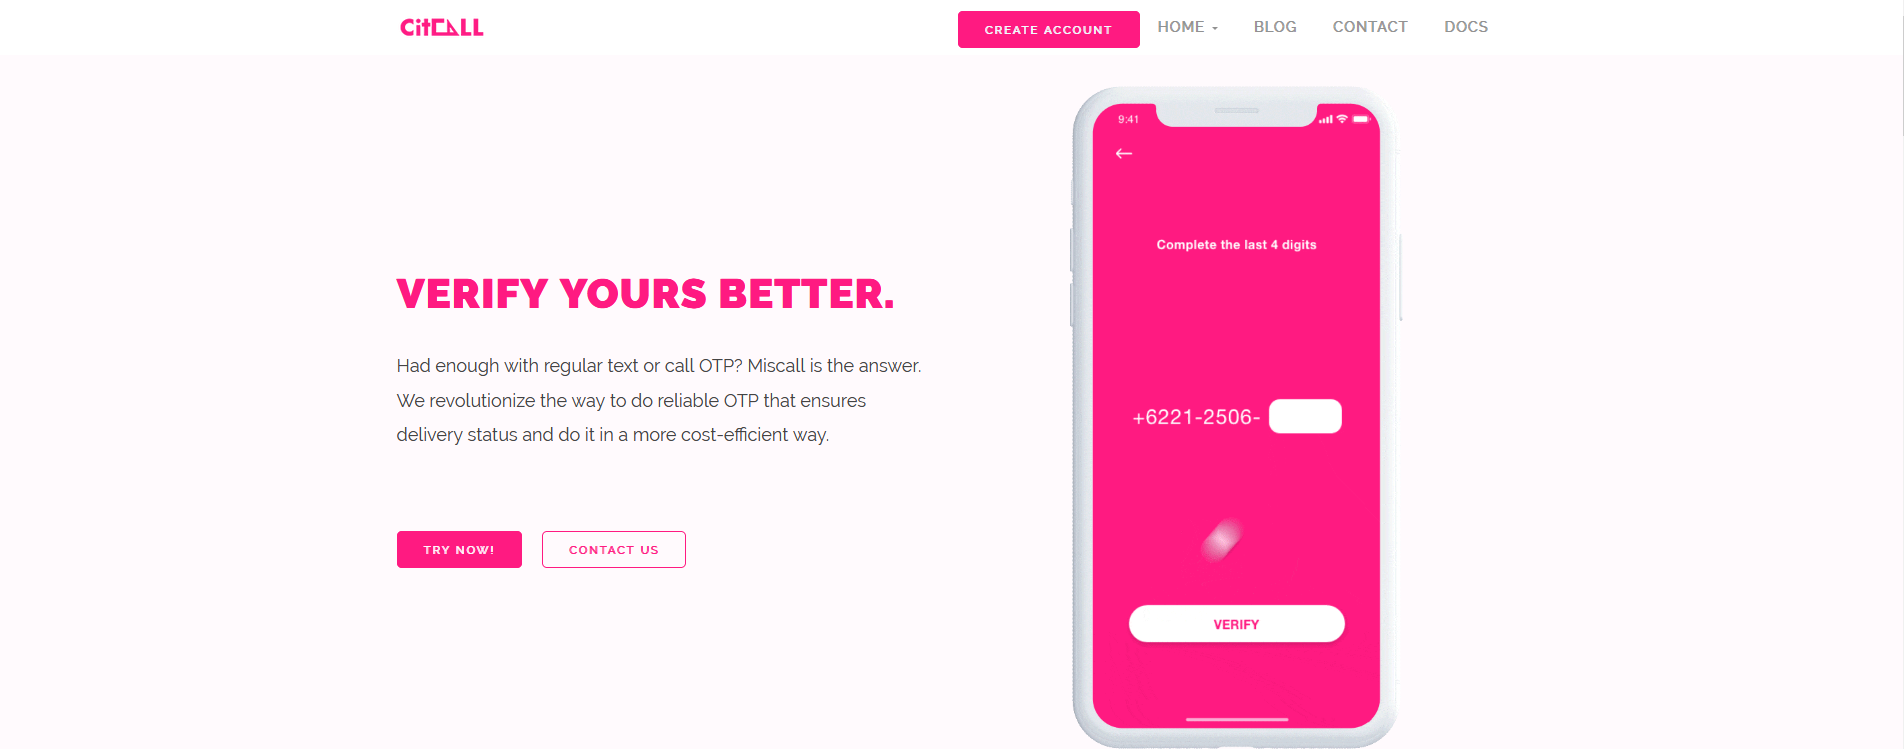 CitCALL
CREATE ACCOUNT
HOME
BLOG
CONTACT
DOCS
VERIFY YOURS BETTER.
Had enough with regular text or call OTP? Miscall is the answer.
We revolutionize the way to do reliable OTP that ensures
delivery status and do it in a more cost-efficient way.
TRY NOW!
CONTACT US
9:41
Complete the last 4 digits
+6221-2506-
VERIFY